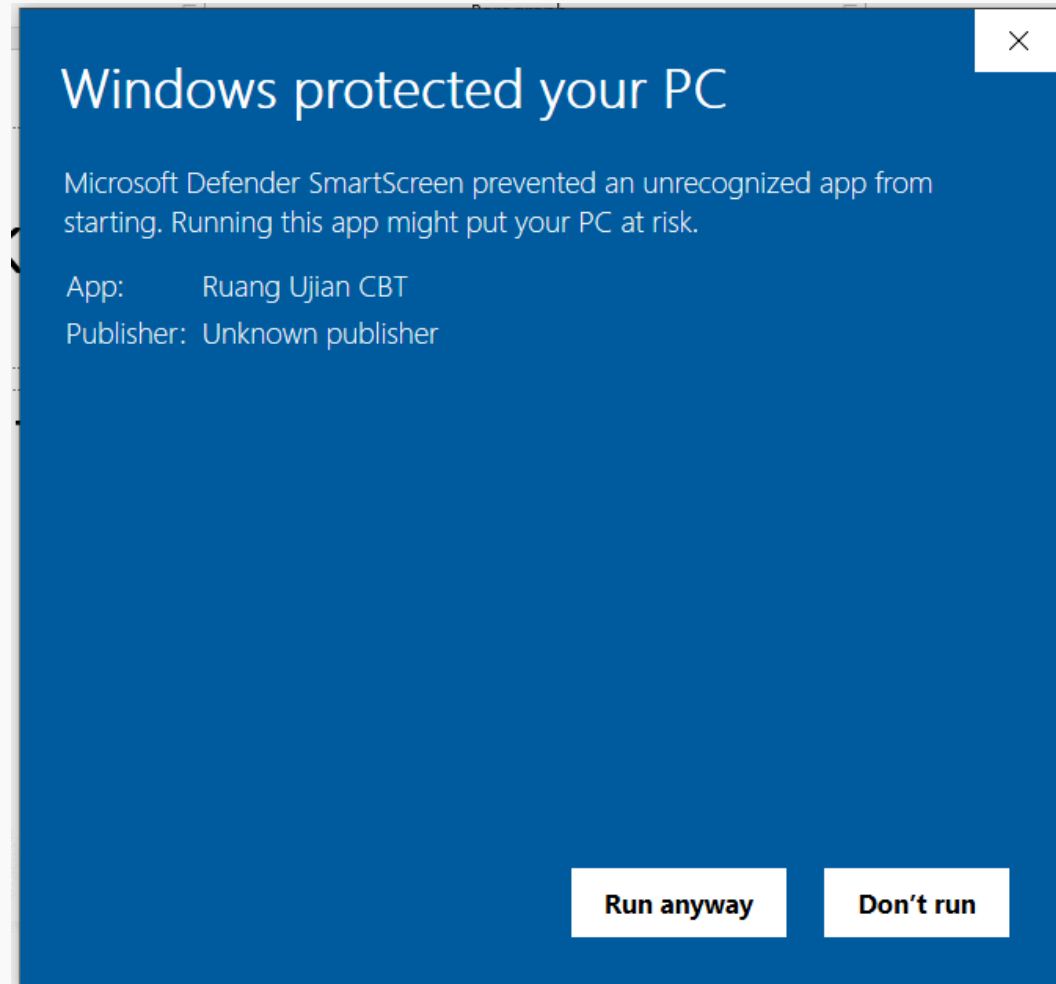 Windows protected your PC
Microsoft Defender SmartScreen prevented an unrecognized app from
starting. Running this app might put your PC at risk.
App: Ruang Ujian CBT
Publisher: Unknown publisher
Run anyway Don't run